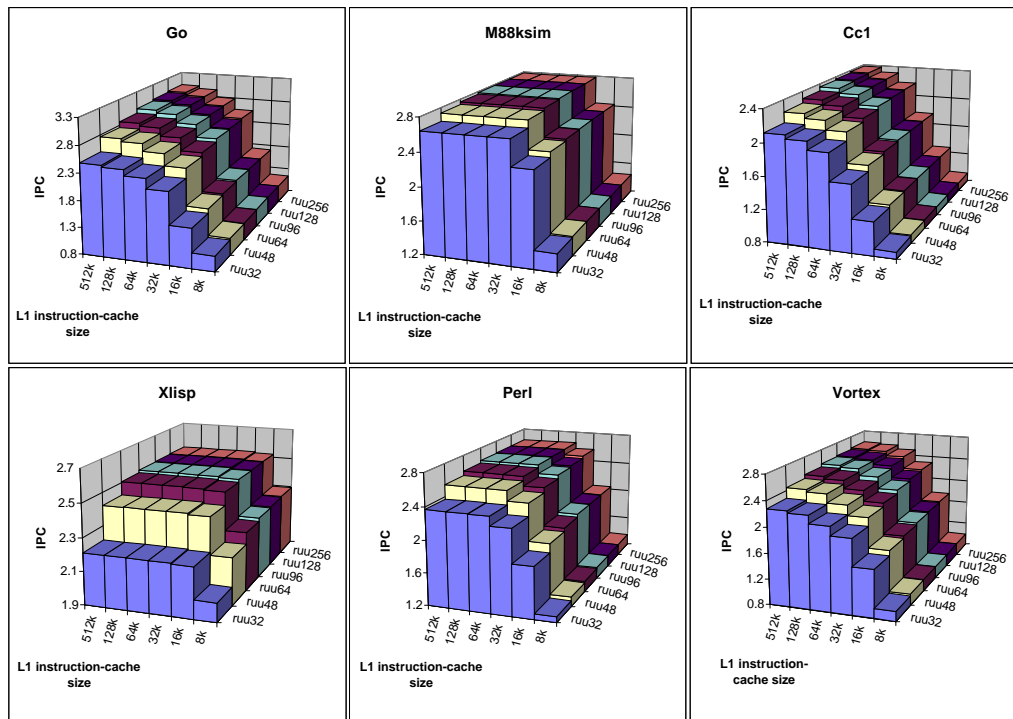 Go
3.3
2.8
2.3
1.8
1.3
0.8
IPC
512k
128k
64k
32k
16k
8k
ruu256
ruu128
ruu96
ruu64
ruu48
ruu32
L1 instruction-cache
size
M88ksim
2.8
2.4
2
1.6
1.2
IPC
512k
128k
64k
32k
16k
8k
ruu256
ruu128
ruu96
ruu64
ruu48
ruu32
L1 instruction-cache
size
Cc1
2.4
2
1.6
1.2
0.8
IPC
512k
128k
64k
32k
16k
8k
ruu256
ruu128
ruu96
ruu64
ruu48
ruu32
L1 instruction-cache
size
Xlisp
2.7
2.5
2.3
2.1
1.9
IPC
512k
128k
64k
32k
16k
8k
ruu256
ruu128
ruu96
ruu64
ruu48
ruu32
L1 instruction-cache
size
Perl
2.8
2.4
2
1.6
1.2
IPC
512k
128k
64k
32k
16k
8k
ruu256
ruu128
ruu96
ruu64
ruu48
ruu32
L1 instruction-cache
size
Vortex
2.8
2.4
2
1.6
1.2
0.8
IPC
512k
128k
64k
32k
16k
8k
ruu256
ruu128
ruu96
ruu64
ruu48
ruu32
L1 instruction-
cache size